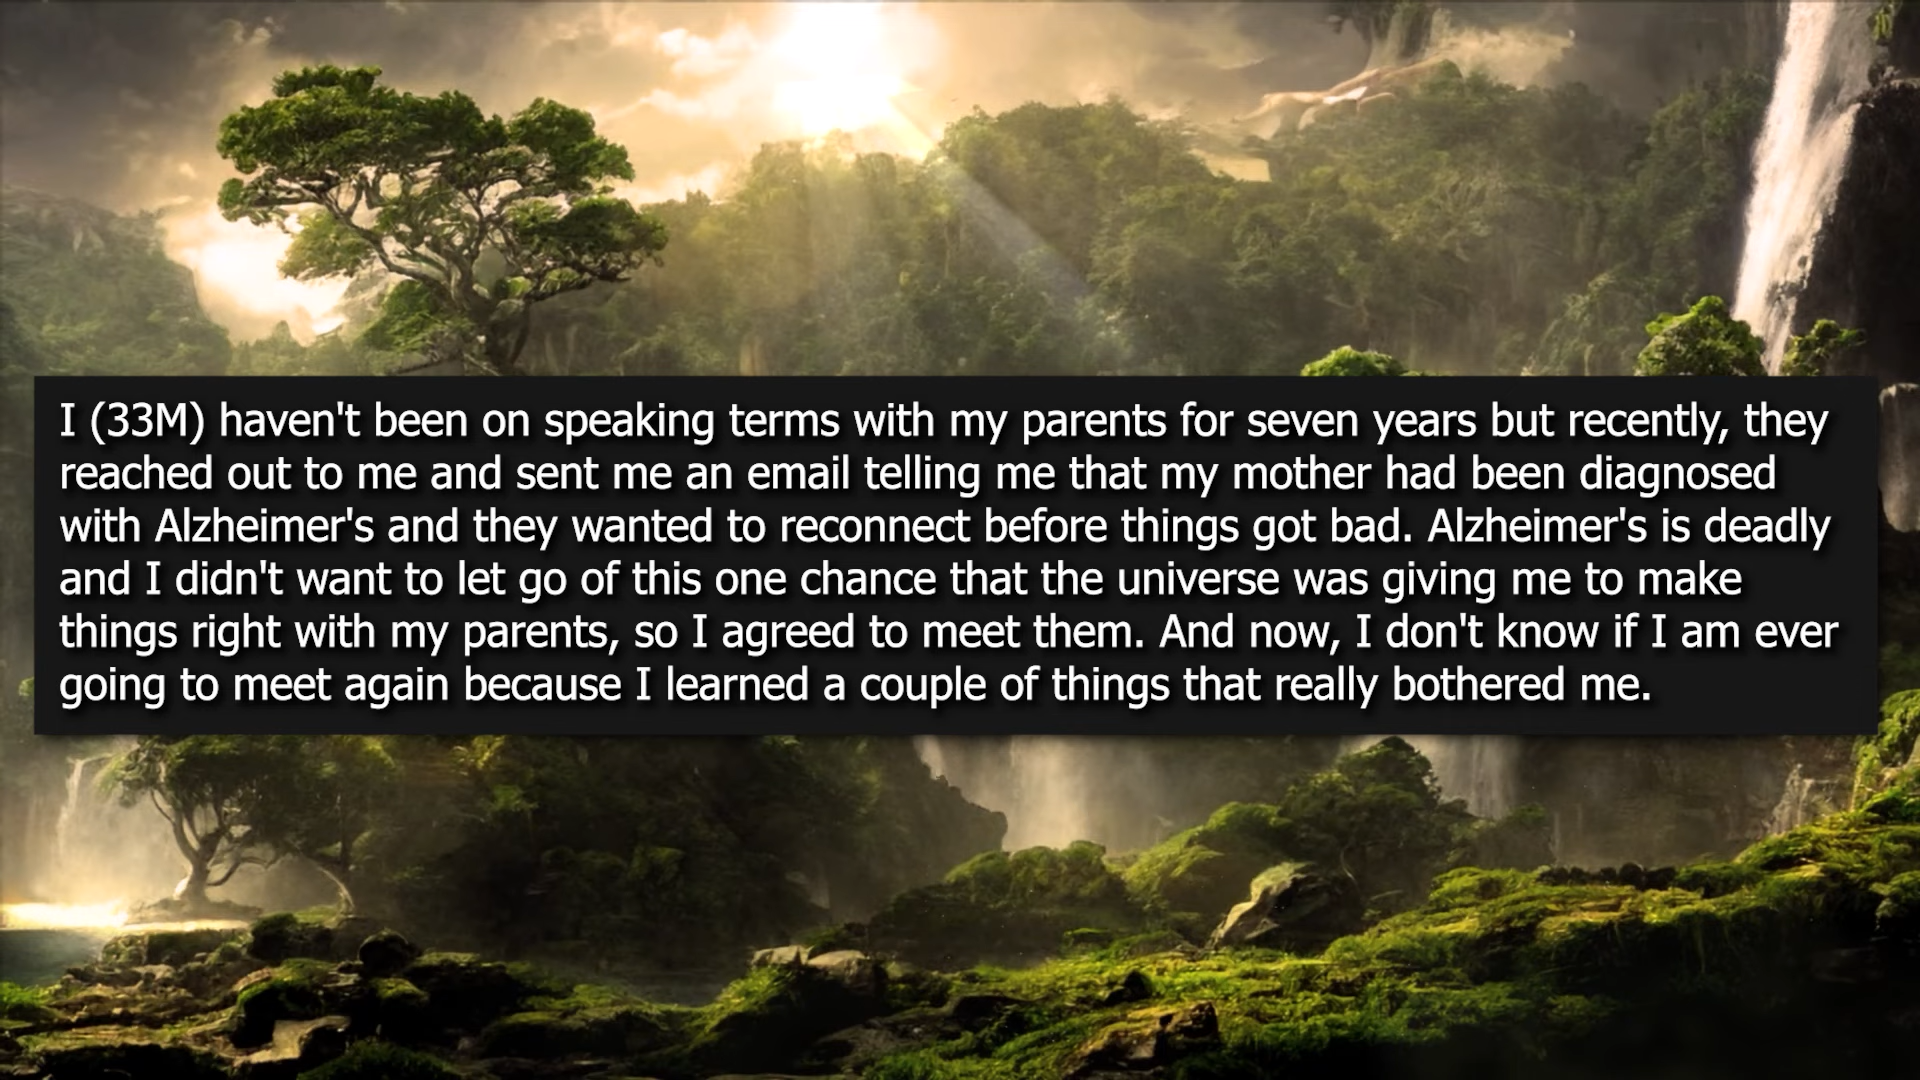 I (33M) haven't been on speaking terms with my parents for seven years but recently, they
reached out to me and sent me an email telling me that my mother had been diagnosed
with Alzheimer's and they wanted to reconnect before things got bad. Alzheimer's is deadly
and I didn't want to let go of this one chance that the universe was giving me to make
things right with my parents, so I agreed to meet them. And now, I don't know if I am ever
going to meet again because I learned a couple of things that really bothered me.